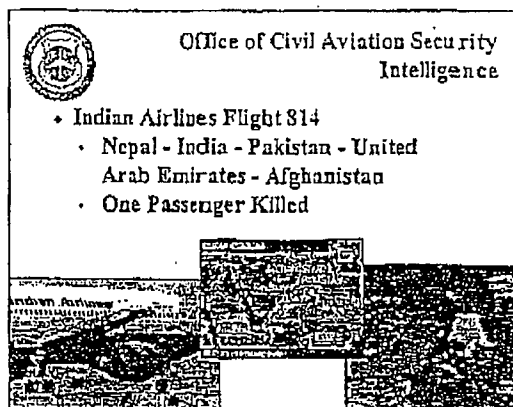 Office of Civil Aviation Security
Intelligence
• Indian Airlines Flight 814
• Nepal - India - Pakistan - United
Arab Emirates - Afghanistan
• One Passenger Killed